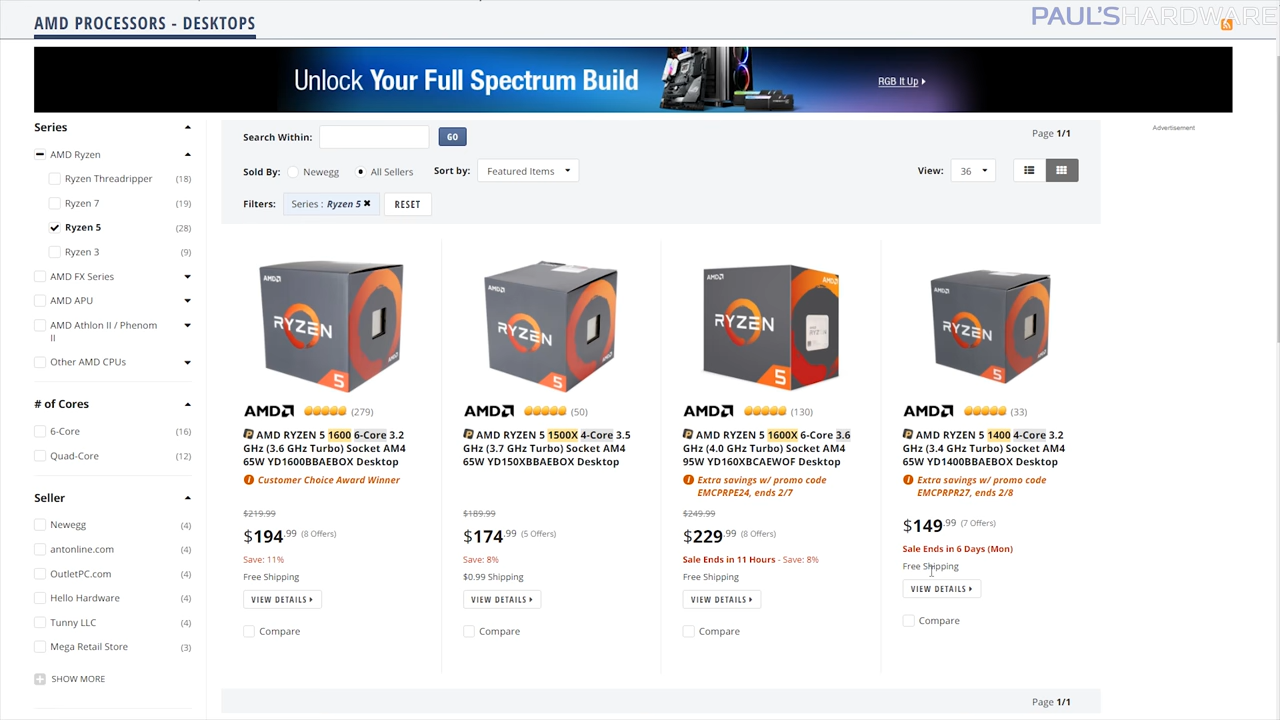 PAUL'SHARDWARE
AMD PROCESSORS - DESKTOPS
Unlock Your Full Spectrum Build
RGB It Up
Series
AMD Ryzen
Ryzen Threadripper (18)
Ryzen 7 (19)
Ryzen 5 (28)
Ryzen 3 (9)
AMD FX Series
AMD APU
AMD Athlon II / Phenom
II
Other AMD CPUs
# of Cores
6-Core (16)
Quad-Core (12)
Seller
Newegg (4)
antonline.com (4)
OutletPC.com (4)
Hello Hardware (4)
Tunny LLC (4)
Mega Retail Store (3)
SHOW MORE
Search Within: GO
Page 1/1
Sold By: Newegg All Sellers Sort by: Featured Items
View: 36
Filters: Series : Ryzen 5 RESET
Advertisement
AMD
RYZEN
5
AMD (279)
AMD RYZEN 5 1600 6-Core 3.2
GHz (3.6 GHz Turbo) Socket AM4
65W YD1600BBAEBOX Desktop
Customer Choice Award Winner
$219.99
$194.99 (8 Offers)
Save: 11%
Free Shipping
VIEW DETAILS
Compare
AMD
RYZEN
5
AMD (50)
AMD RYZEN 5 1500X 4-Core 3.5
GHz (3.7 GHz Turbo) Socket AM4
65W YD150XBBAEBOX Desktop
$189.99
$174.99 (5 Offers)
Save: 8%
$0.99 Shipping
VIEW DETAILS
Compare
AMD
RYZEN
5
AMD (130)
AMD RYZEN 5 1600X 6-Core 3.6
GHz (4.0 GHz Turbo) Socket AM4
95W YD160XBCAEWOF Desktop
Extra savings w/ promo code
EMCPRPE24, ends 2/7
$249.99
$229.99 (8 Offers)
Sale Ends in 11 Hours - Save: 8%
Free Shipping
VIEW DETAILS
Compare
AMD
RYZEN
5
AMD (33)
AMD RYZEN 5 1400 4-Core 3.2
GHz (3.4 GHz Turbo) Socket AM4
65W YD1400BBAEBOX Desktop
Extra savings w/ promo code
EMCPRPR27, ends 2/8
$149.99 (7 Offers)
Sale Ends in 6 Days (Mon)
Free Shipping
VIEW DETAILS
Compare
Page 1/1